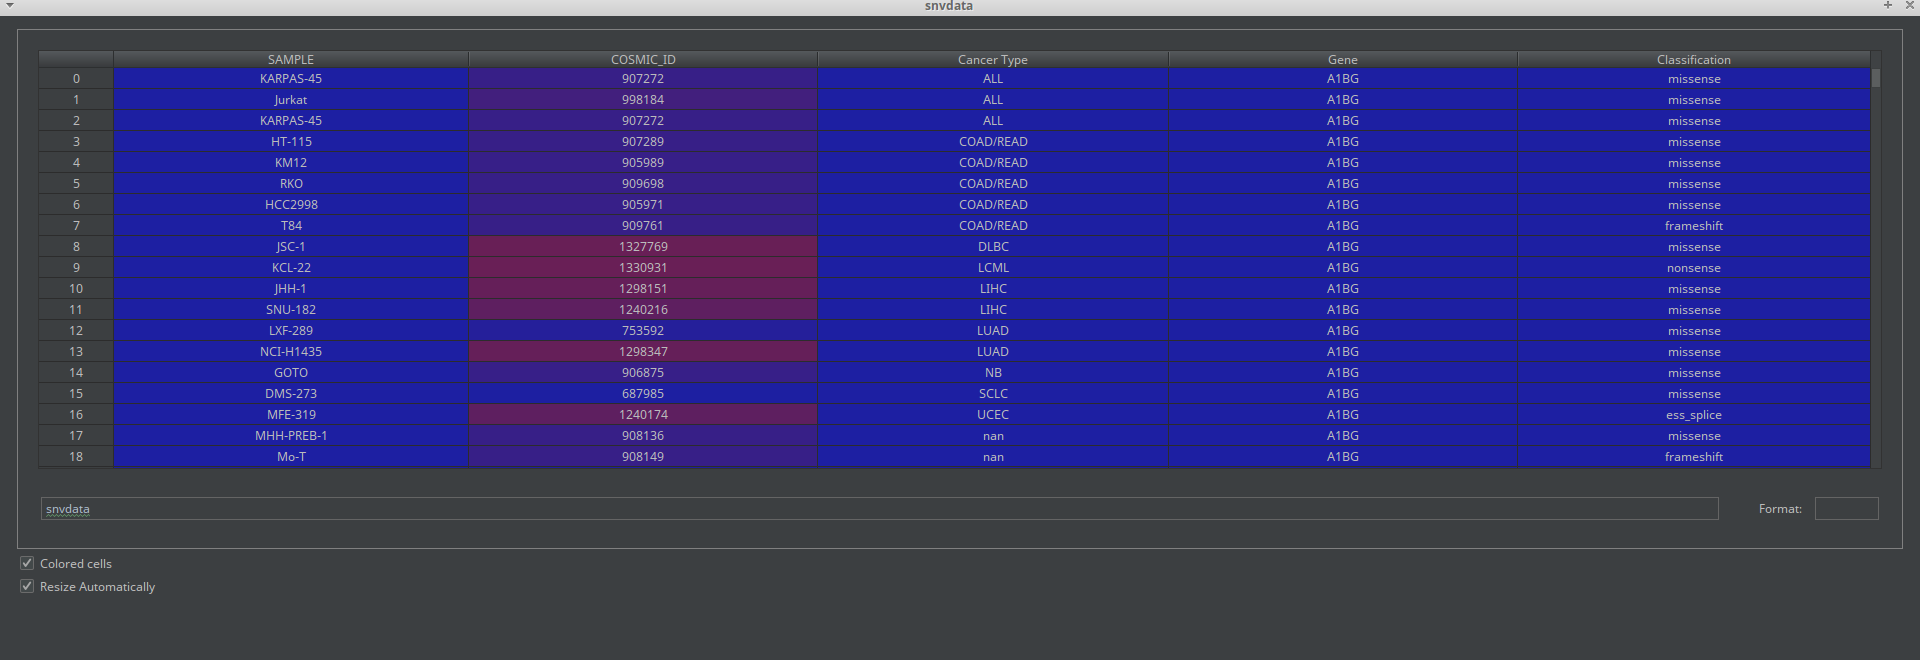 snvdata
SAMPLE COSMIC_ID Cancer Type Gene Classification
0 KARPAS-45 907272 ALL A1BG missense
1 Jurkat 998184 ALL A1BG missense
2 KARPAS-45 907272 ALL A1BG missense
3 HT-115 907289 COAD/READ A1BG missense
4 KM12 905989 COAD/READ A1BG missense
5 RKO 909698 COAD/READ A1BG missense
6 HCC2998 905971 COAD/READ A1BG missense
7 T84 909761 COAD/READ A1BG frameshift
8 JSC-1 1327769 DLBC A1BG missense
9 KCL-22 1330931 LCML A1BG nonsense
10 JHH-1 1298151 LIHC A1BG missense
11 SNU-182 1240216 LIHC A1BG missense
12 LXF-289 753592 LUAD A1BG missense
13 NCI-H1435 1298347 LUAD A1BG missense
14 GOTO 906875 NB A1BG missense
15 DMS-273 687985 SCLC A1BG missense
16 MFE-319 1240174 UCEC A1BG ess_splice
17 MHH-PREB-1 908136 nan A1BG missense
18 Mo-T 908149 nan A1BG frameshift
snvdata Format:
Colored cells
Resize Automatically